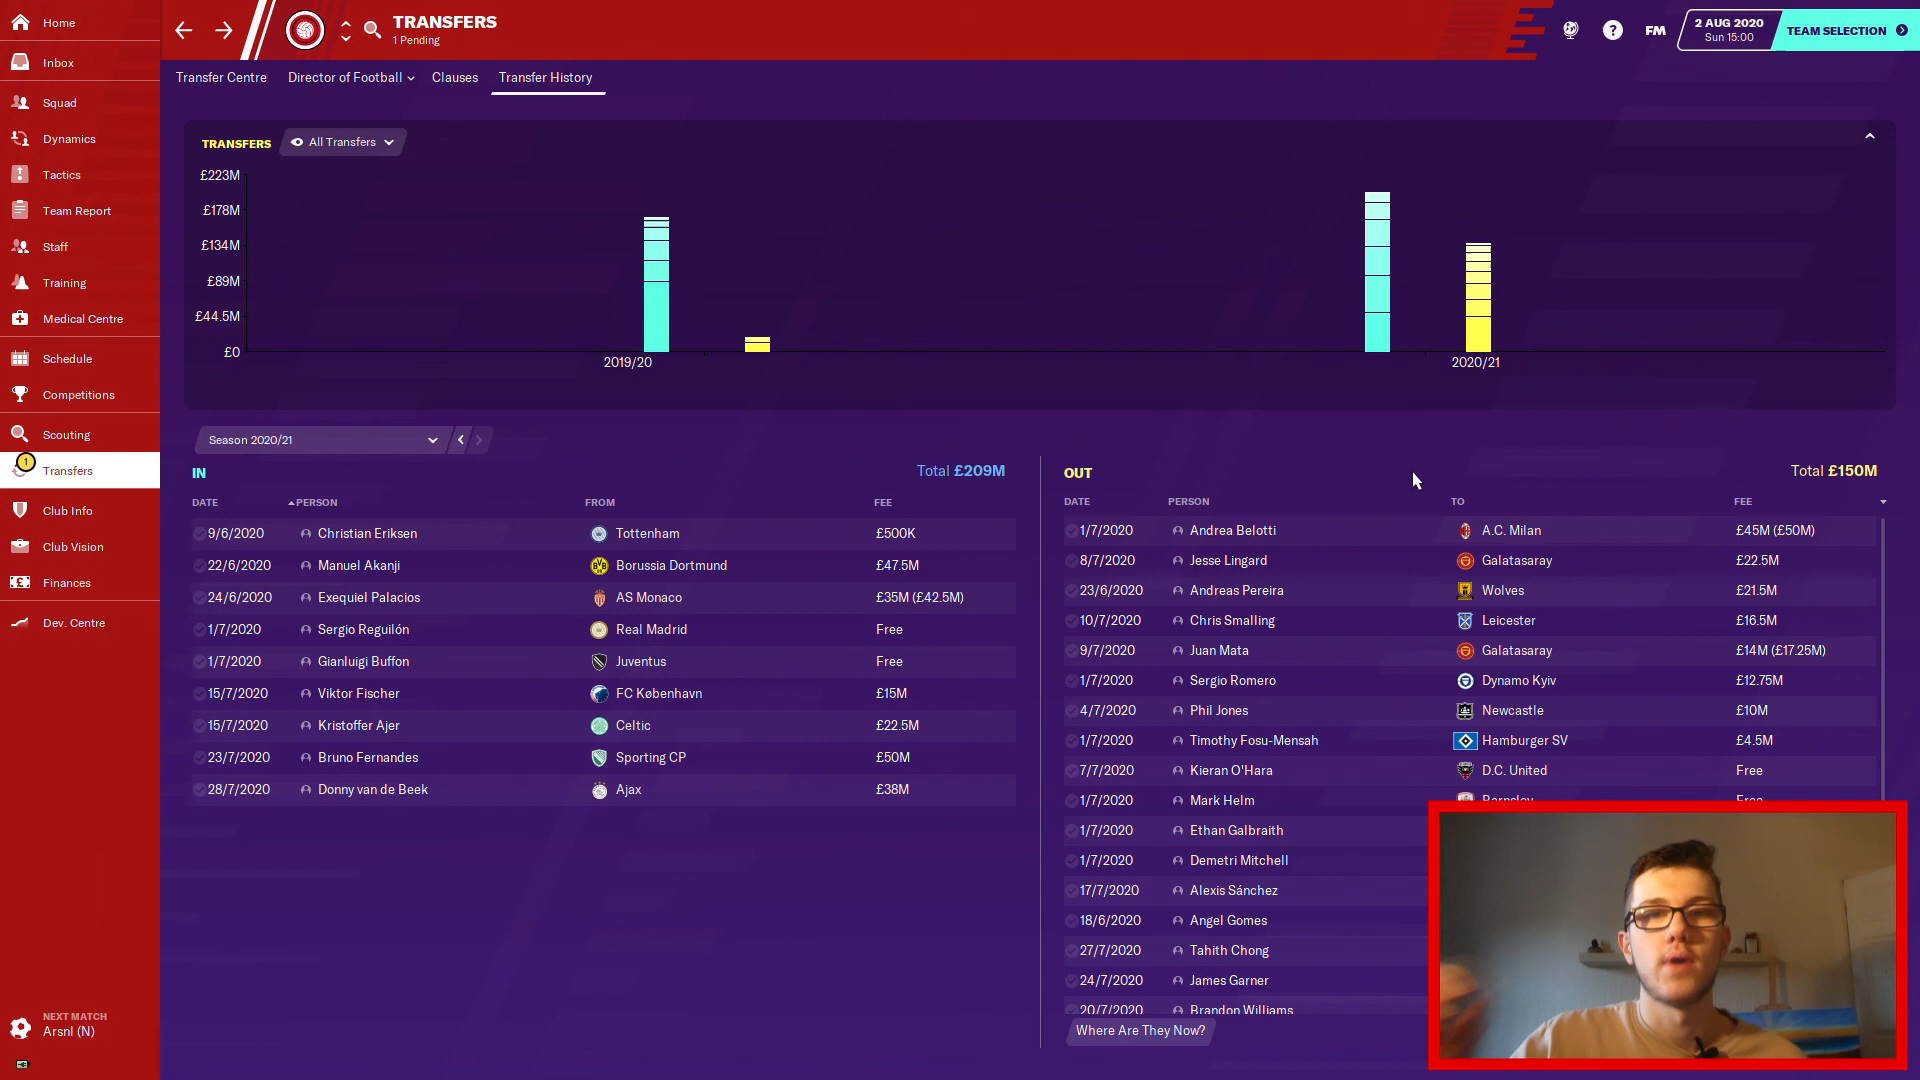 Home
Inbox
Squad
Dynamics
Tactics
Team Report
Staff
Training
Medical Centre
Schedule
Competitions
Scouting
1
Transfers
Club Info
Club Vision
Finances
Dev. Centre
NEXT MATCH
Arsnl (N)
TRANSFERS
1 Pending
?
FM
2 AUG 2020
Sun 15:00
TEAM SELECTION
Transfer Centre Director of Football Clauses Transfer History
TRANSFERS All Transfers
£223M
£178M
£134M
£89M
£44.5M
£0
2019/20 2020/21
Season 2020/21
IN Total £209M
DATE PERSON FROM FEE
9/6/2020 Christian Eriksen Tottenham £500K
22/6/2020 Manuel Akanji Borussia Dortmund £47.5M
24/6/2020 Exequiel Palacios AS Monaco £35M (£42.5M)
1/7/2020 Sergio Reguilón Real Madrid Free
1/7/2020 Gianluigi Buffon Juventus Free
15/7/2020 Viktor Fischer FC København £15M
15/7/2020 Kristoffer Ajer Celtic £22.5M
23/7/2020 Bruno Fernandes Sporting CP £50M
28/7/2020 Donny van de Beek Ajax £38M
OUT Total £150M
DATE PERSON TO FEE
1/7/2020 Andrea Belotti A.C. Milan £45M (£50M)
8/7/2020 Jesse Lingard Galatasaray £22.5M
23/6/2020 Andreas Pereira Wolves £21.5M
10/7/2020 Chris Smalling Leicester £16.5M
9/7/2020 Juan Mata Galatasaray £14M (£17.25M)
1/7/2020 Sergio Romero Dynamo Kyiv £12.75M
4/7/2020 Phil Jones Newcastle £10M
1/7/2020 Timothy Fosu-Mensah Hamburger SV £4.5M
7/7/2020 Kieran O'Hara D.C. United Free
1/7/2020 Mark Helm Barnsley Free
1/7/2020 Ethan Galbraith
1/7/2020 Demetri Mitchell
17/7/2020 Alexis Sánchez
18/6/2020 Angel Gomes
27/7/2020 Tahith Chong
24/7/2020 James Garner
20/7/2020 Brandon Williams
Where Are They Now?